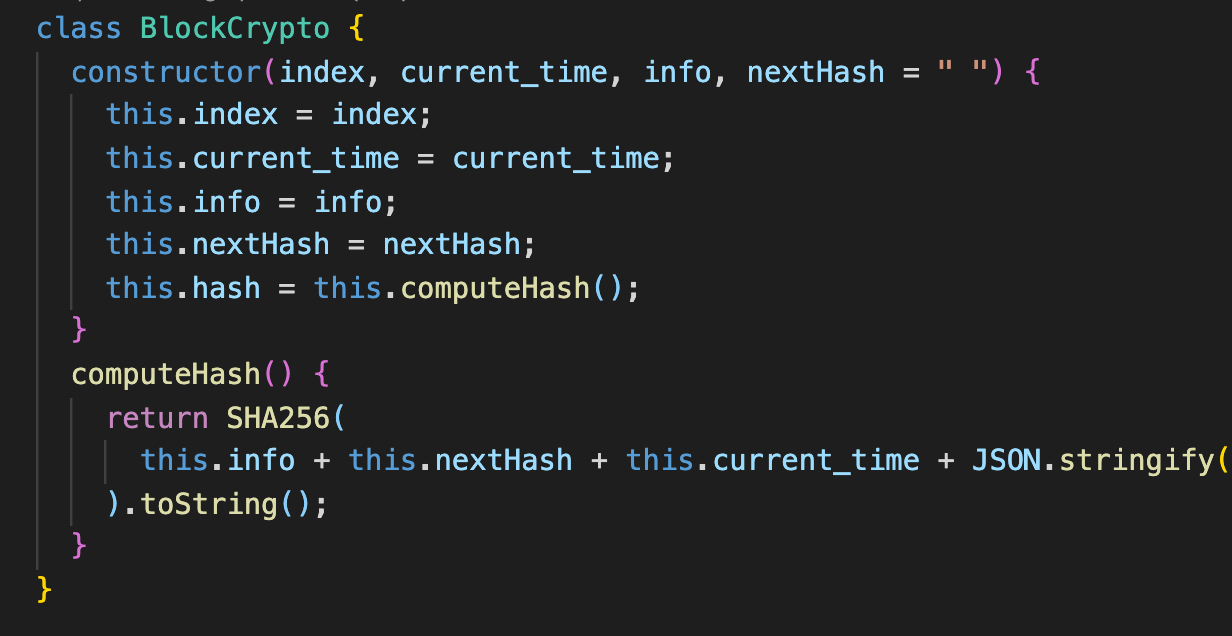 class BlockCrypto {
  constructor(index, current_time, info, nextHash = " ") {
    this.index = index;
    this.current_time = current_time;
    this.info = info;
    this.nextHash = nextHash;
    this.hash = this.computeHash();
  }
  computeHash() {
    return SHA256(
      this.info + this.nextHash + this.current_time + JSON.stringify(
    ).toString();
  }
}